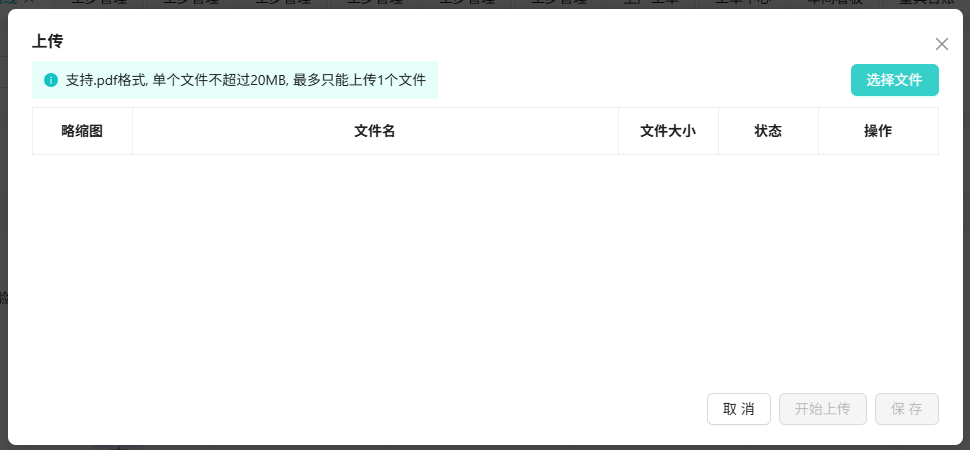 上传
支持.pdf格式, 单个文件不超过20MB, 最多只能上传1个文件
选择文件
略缩图 文件名 文件大小 状态 操作
取 消 开始上传 保 存